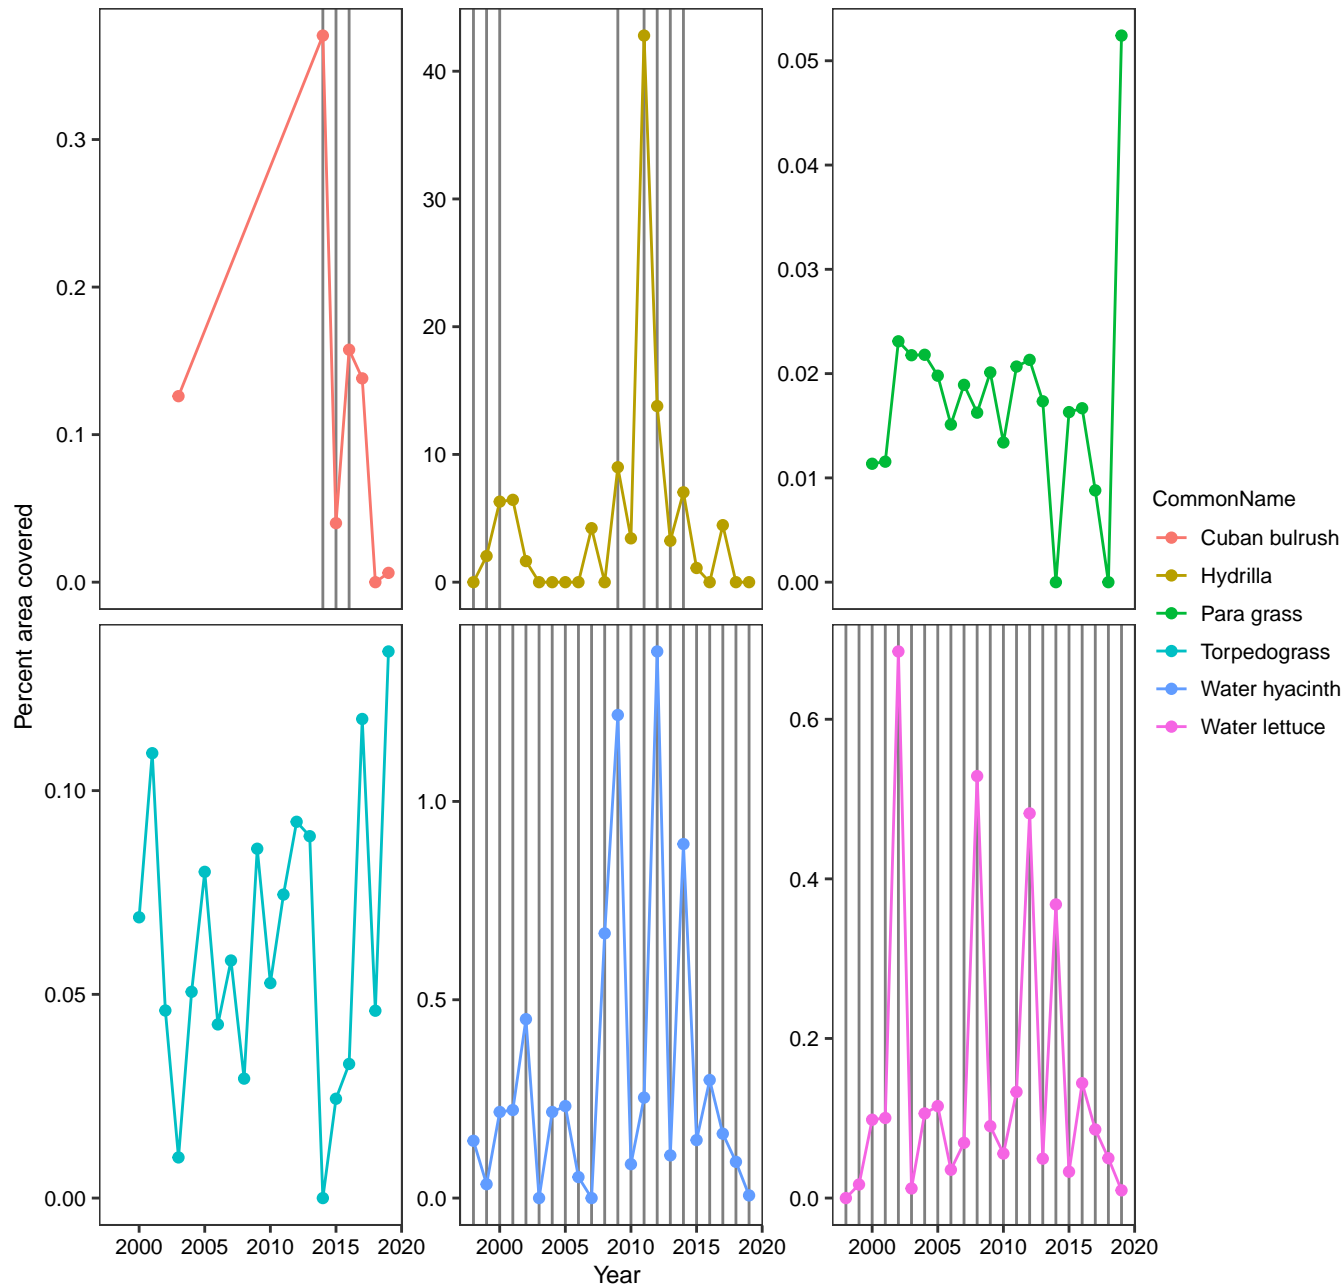 Percent area covered
0.3
0.2
0.1
0.0
40
30
20
10
0
0.05
0.04
0.03
0.02
0.01
0.00
0.10
0.05
0.00
1.0
0.5
0.0
0.6
0.4
0.2
0.0
2000 2005 2010 2015 2020
2000 2005 2010 2015 2020
2000 2005 2010 2015 2020
Year
CommonName
Cuban bulrush
Hydrilla
Para grass
Torpedograss
Water hyacinth
Water lettuce